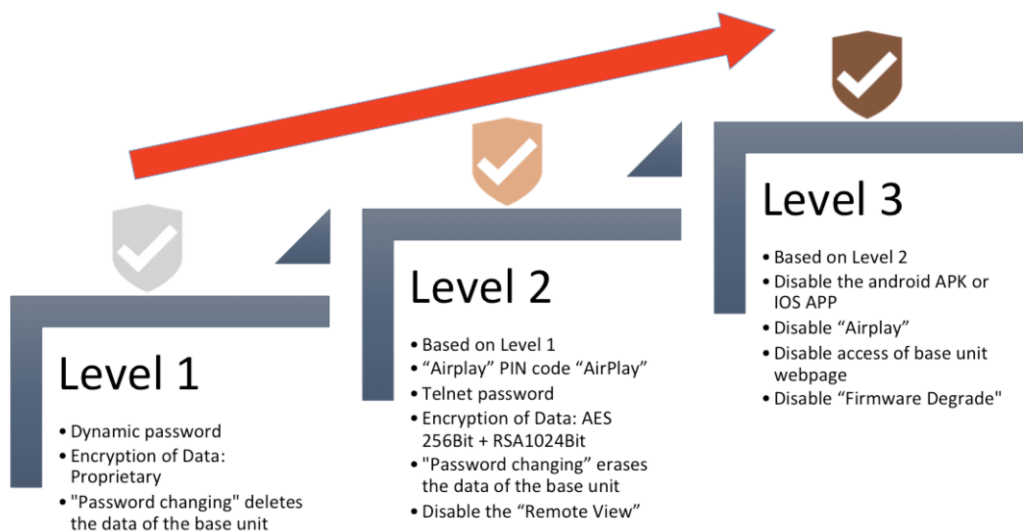 Level 1
• Dynamic password
• Encryption of Data:
Proprietary
• "Password changing" deletes
the data of the base unit
Level 2
• Based on Level 1
• “Airplay” PIN code “AirPlay”
• Telnet password
• Encryption of Data: AES
256Bit + RSA1024Bit
• "Password changing” erases
the data of the base unit
• Disable the “Remote View”
Level 3
• Based on Level 2
• Disable the android APK or
IOS APP
• Disable “Airplay”
• Disable access of base unit
webpage
• Disable “Firmware Degrade"